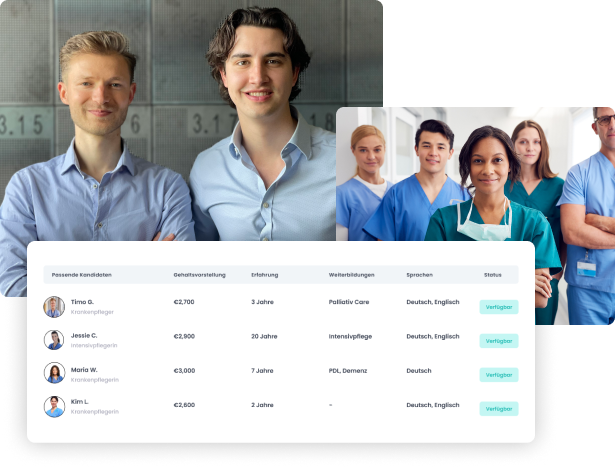 3.15
6
3.1
8
Passende Kandidaten Gehaltsvorstellung Erfahrung Weiterbildungen Sprachen Status
Timo G. €2,700 3 Jahre Palliativ Care Deutsch, Englisch Verfügbar
Krankenpfleger
Jessie C. €2,900 20 Jahre Intensivpflege Deutsch, Englisch Verfügbar
Intensivpflegerin
Maria W. €3,000 7 Jahre PDL, Demenz Deutsch Verfügbar
Krankenpflegerin
Kim L. €2,600 2 Jahre - Deutsch, Englisch Verfügbar
Krankenpflegerin